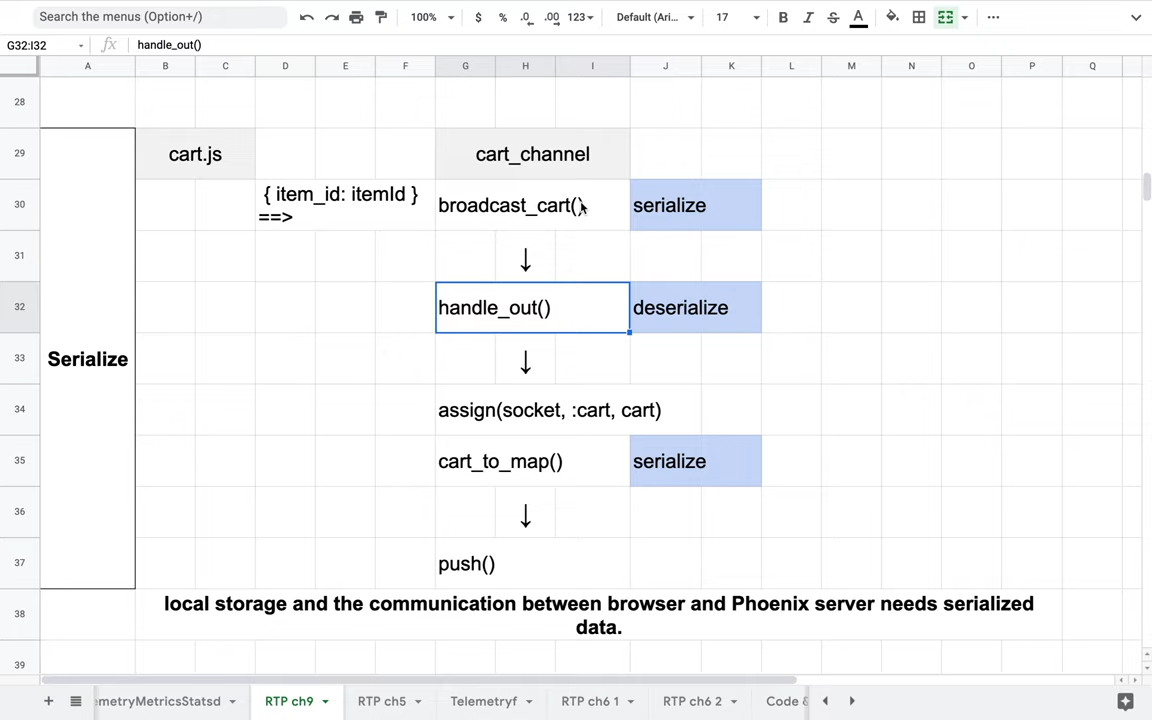 Search the menus (Option+/)
100%
$
%
.0
.00
123
Default (Ari...
17
B
I
S
A
G32:I32
fx
handle_out()
A B C D E F G H I J K L M N O P Q
28
29
cart.js
cart_channel
30
{ item_id: itemId }
==>
broadcast_cart()
serialize
31
↓
32
handle_out()
deserialize
33
↓
Serialize
34
assign(socket, :cart, cart)
35
cart_to_map()
serialize
36
↓
37
push()
38
local storage and the communication between browser and Phoenix server needs serialized
data.
39
emetryMetricsStatsd
RTP ch9
RTP ch5
Telemetryf
RTP ch6 1
RTP ch6 2
Code &